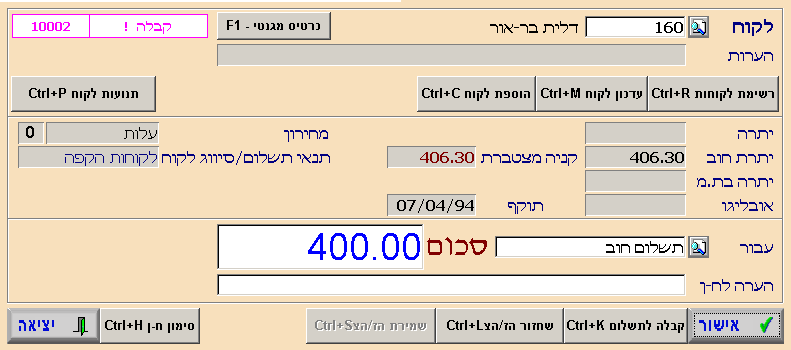 לקוח 160 דלית בר-אור כרטיס מגנטי - F1 קבלה ! 10002
הערות
רשימת לקוחות Ctrl+R עדכון לקוח Ctrl+M הוספת לקוח Ctrl+C תנועות לקוח Ctrl+P
יתרה מחירון עלות 0
יתרת חוב 406.30 קניה מצטברת 406.30 תנאי תשלום/סיווג לקוח לקוחות הקפה
יתרה בת.מ
אובליגו תוקף 07/04/94
עבור תשלום חוב סכום 400.00
הערה לח-ן
אישור קבלה לתשלום Ctrl+K שחזור הז/הצ Ctrl+L שמירת הז/הצ Ctrl+S סימון ח-ן Ctrl+H יציאה